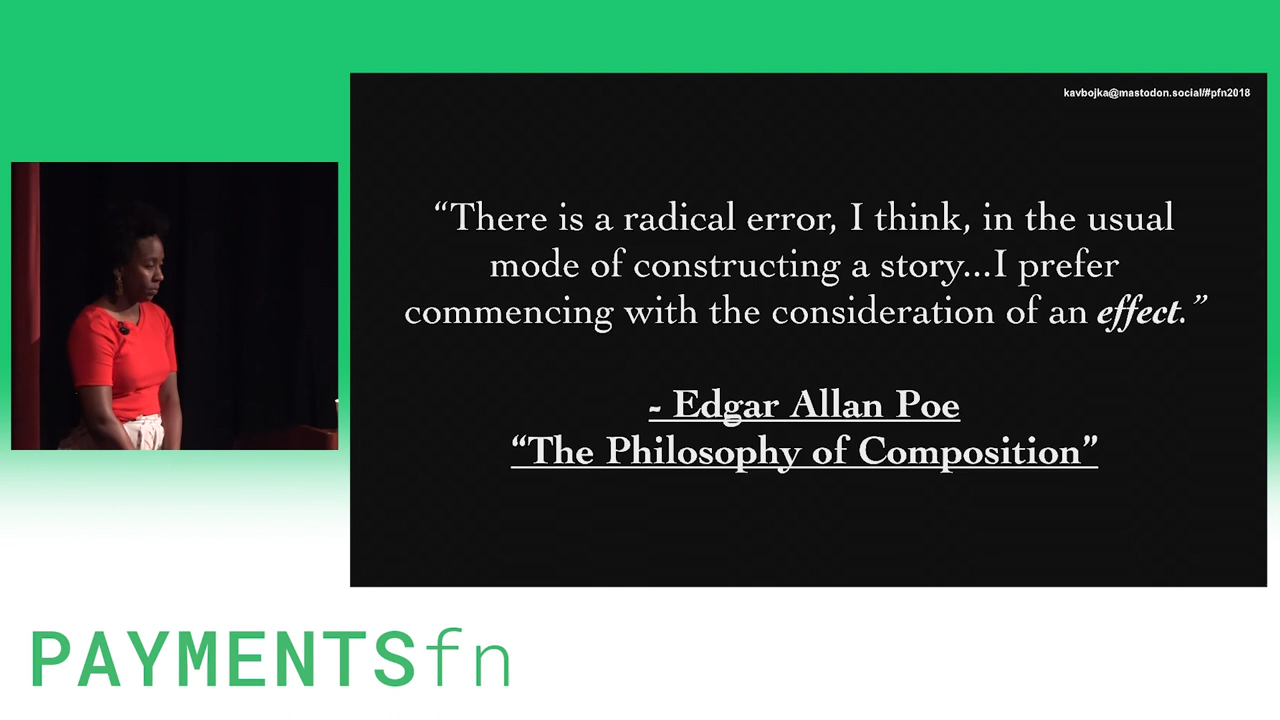 kavbojka@mastodon.social/#pfn2018
“There is a radical error, I think, in the usual
mode of constructing a story...I prefer
commencing with the consideration of an effect.”
- Edgar Allan Poe
“The Philosophy of Composition”
PAYMENTSfn